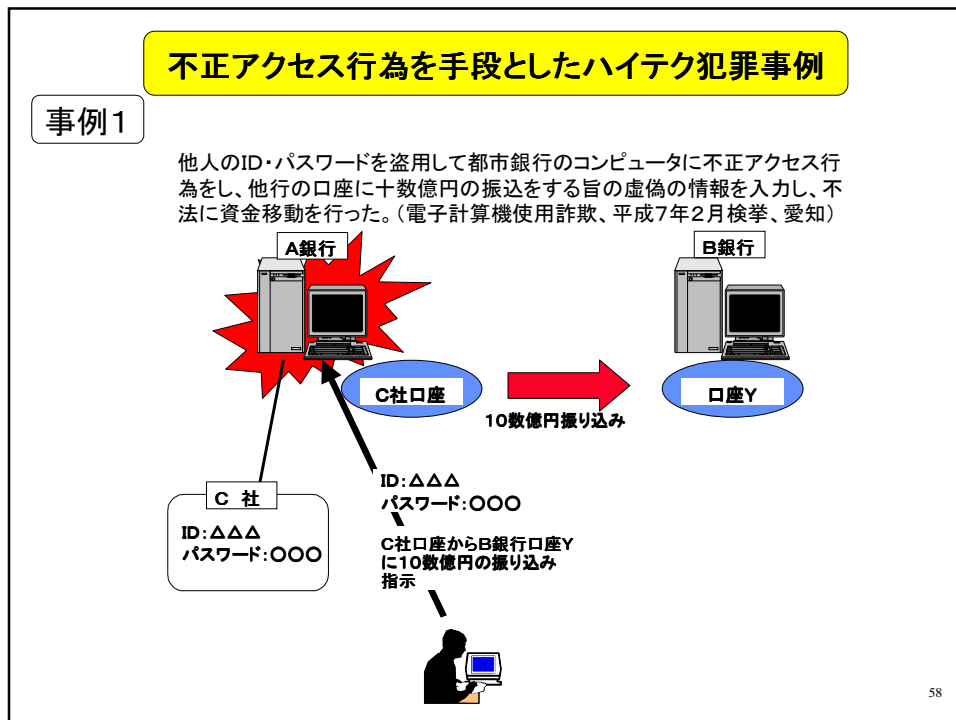 不正アクセス行為を手段としたハイテク犯罪事例
事例１
他人のID・パスワードを盗用して都市銀行のコンピュータに不正アクセス行
為をし、他行の口座に十数億円の振込をする旨の虚偽の情報を入力し、不
法に資金移動を行った。（電子計算機使用詐欺、平成７年２月検挙、愛知）
A銀行
B銀行
C社口座
口座Y
１０数億円振り込み
C 社
ID：△△△
パスワード：〇〇〇
ID：△△△
パスワード：〇〇〇
C社口座からB銀行口座Y
に１０数億円の振り込み
指示
58